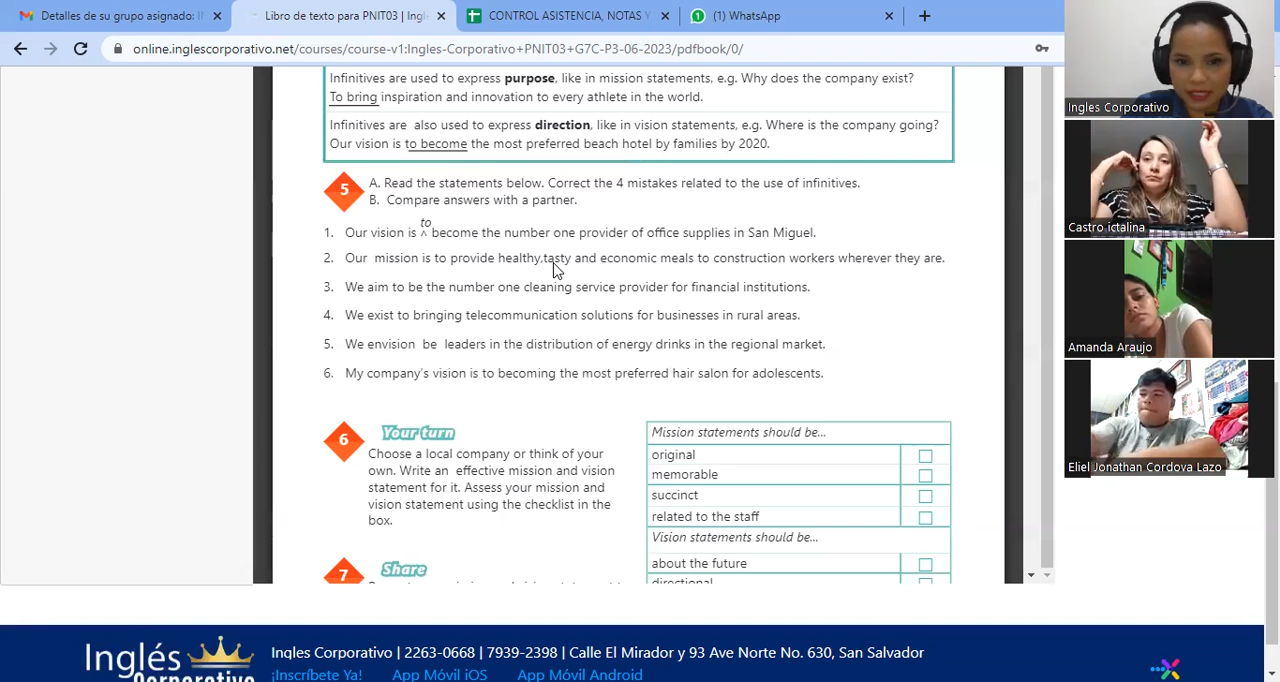 Detalles de su grupo asignado: I
Libro de texto para PNIT03 | Ingl
CONTROL ASISTENCIA, NOTAS Y
(1) WhatsApp
online.inglescorporativo.net/courses/course-v1:Ingles-Corporativo+PNIT03+G7C-P3-06-2023/pdfbook/0/
Infinitives are used to express purpose, like in mission statements, e.g. Why does the company exist?
To bring inspiration and innovation to every athlete in the world.
Infinitives are also used to express direction, like in vision statements, e.g. Where is the company going?
Our vision is to become the most preferred beach hotel by families by 2020.
5
A. Read the statements below. Correct the 4 mistakes related to the use of infinitives.
B. Compare answers with a partner.
to
1. Our vision is ^ become the number one provider of office supplies in San Miguel.
2. Our mission is to provide healthy,tasty and economic meals to construction workers wherever they are.
3. We aim to be the number one cleaning service provider for financial institutions.
4. We exist to bringing telecommunication solutions for businesses in rural areas.
5. We envision be leaders in the distribution of energy drinks in the regional market.
6. My company's vision is becoming the most preferred hair salon for adolescents.
6
Your turn
Choose a local company or think of your
own. Write an effective mission and vision
statement for it. Assess your mission and
vision statement using the checklist in the
box.
Mission statements should be...
original
memorable
succinct
related to the staff
Vision statements should be...
about the future
directional
7
Share
Inglés
Corporativo
Ingles Corporativo | 2263-0668 | 7939-2398 | Calle El Mirador y 93 Ave Norte No. 630, San Salvador
¡Inscríbete Ya! App Móvil iOS App Móvil Android
Ingles Corporativo
Castro ictalina
Amanda Araujo
Eliel Jonathan Cordova Lazo